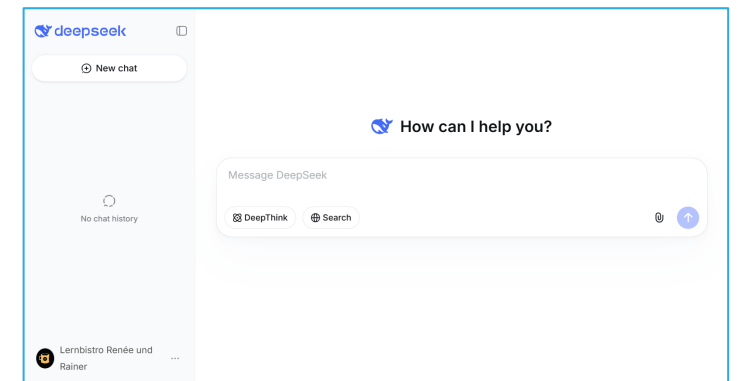 deepseek
New chat
No chat history
Lernbistro Renée und
Rainer
How can I help you?
Message DeepSeek
DeepThink
Search